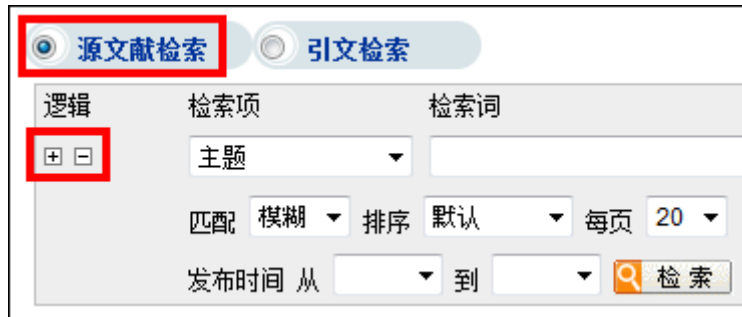 源文献检索 引文检索
逻辑 检索项 检索词
主题
匹配 模糊 排序 默认 每页 20
发布时间 从 到 检索